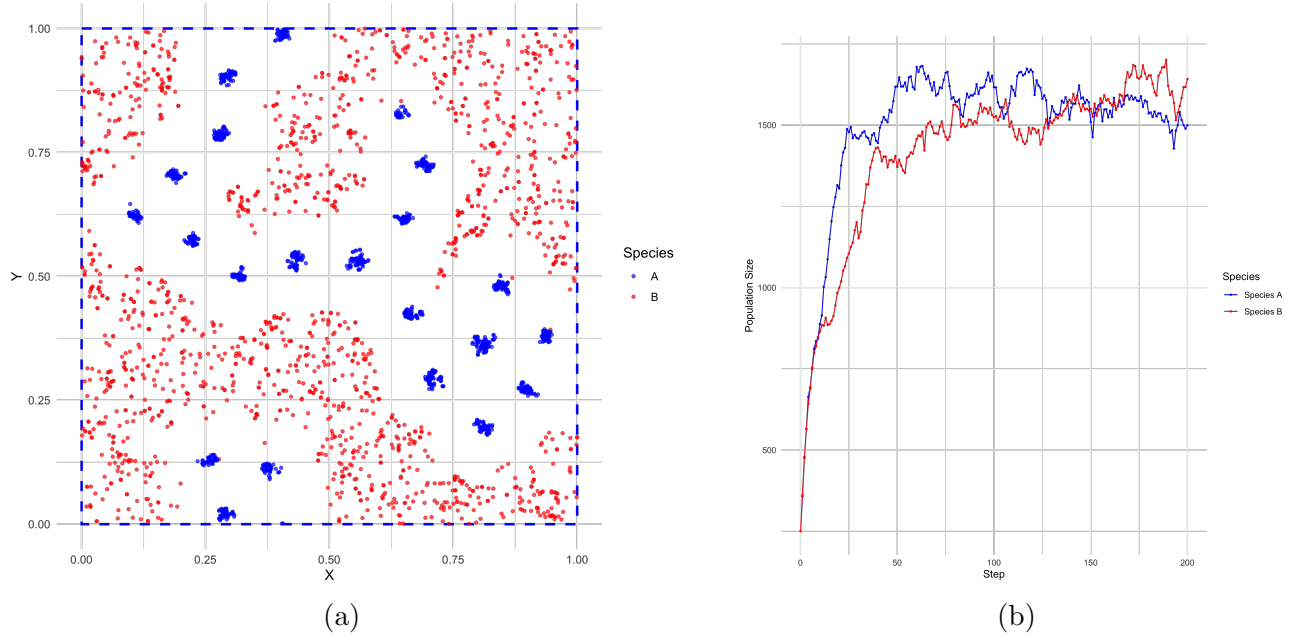 1.00
0.75
0.50
0.25
0.00
Y
0.00 0.25 0.50 0.75 1.00
X
Species
A
B
(a)
1500
1000
500
Population Size
0 50 100 150 200
Step
Species
Species A
Species B
(b)